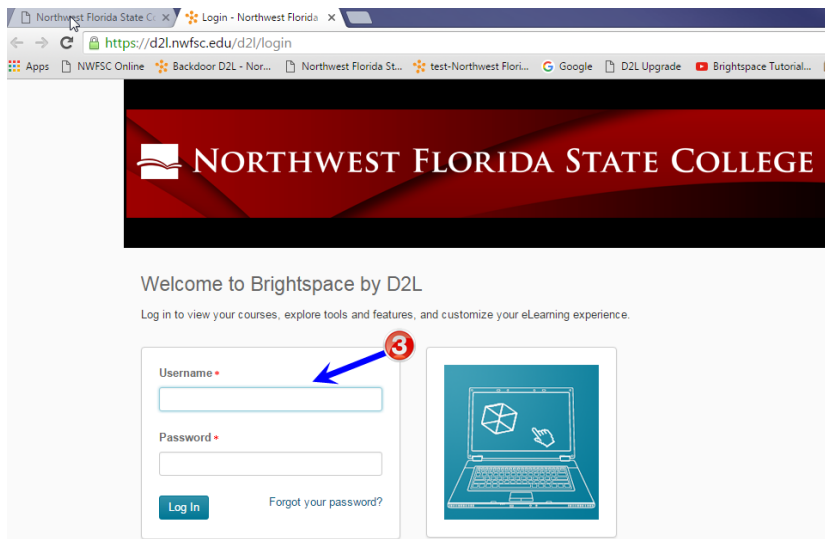 Northwest Florida State Co
Login - Northwest Florida
https://d2l.nwfsc.edu/d2l/login
Apps NWFSC Online Backdoor D2L - Nor... Northwest Florida St... test-Northwest Flori... Google D2L Upgrade Brightspace Tutorial...
NORTHWEST FLORIDA STATE COLLEGE
Welcome to Brightspace by D2L
Log in to view your courses, explore tools and features, and customize your eLearning experience.
3
Username *
Password *
Log In Forgot your password?